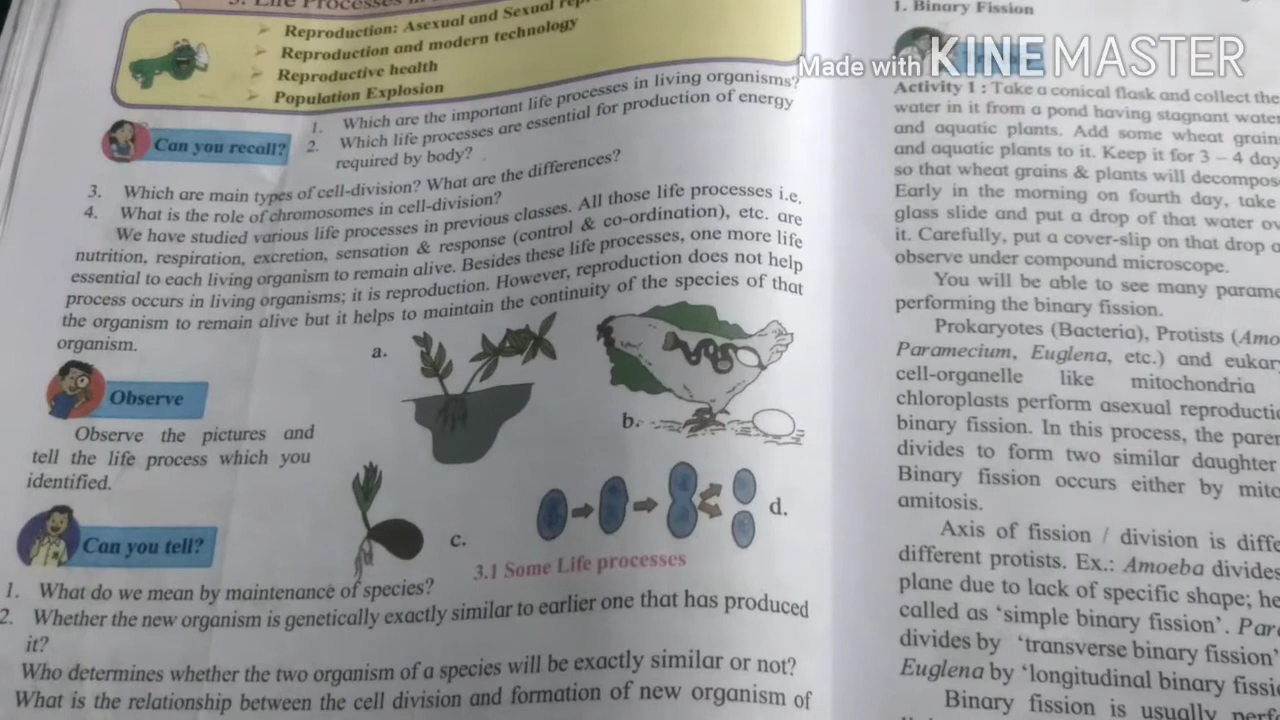 3. Life Processes in
Reproduction: Asexual and Sexual
Reproduction and modern technology
Reproductive health
Population Explosion
Can you recall?
1. Which are the important life processes in living organisms?
2. Which life processes are essential for production of energy
required by body?
3. Which are main types of cell-division? What are the differences?
4. What is the role of chromosomes in cell-division?
We have studied various life processes in previous classes. All those life processes i.e.
nutrition, respiration, excretion, sensation & response (control & co-ordination), etc. are
essential to each living organism to remain alive. Besides these life processes, one more life
process occurs in living organisms; it is reproduction. However, reproduction does not help
the organism to remain alive but it helps to maintain the continuity of the species of that
organism.
a.
b.
Observe
Observe the pictures and
tell the life process which you
identified.
c.
d.
3.1 Some Life processes
Can you tell?
1. What do we mean by maintenance of species?
2. Whether the new organism is genetically exactly similar to earlier one that has produced
it?
Who determines whether the two organism of a species will be exactly similar or not?
What is the relationship between the cell division and formation of new organism of
1. Binary Fission
Made with KINEMASTER
Activity 1 : Take a conical flask and collect the
water in it from a pond having stagnant water
and aquatic plants. Add some wheat grain
and aquatic plants to it. Keep it for 3 – 4 day
so that wheat grains & plants will decompos
Early in the morning on fourth day, take
glass slide and put a drop of that water ov
it. Carefully, put a cover-slip on that drop
observe under compound microscope.
You will be able to see many parame
performing the binary fission.
Prokaryotes (Bacteria), Protists (Amo
Paramecium, Euglena, etc.) and eukar
cell-organelle like mitochondria
chloroplasts perform asexual reproducti
binary fission. In this process, the paren
divides to form two similar daughter
Binary fission occurs either by mito
amitosis.
Axis of fission / division is diffe
different protists. Ex.: Amoeba divides
plane due to lack of specific shape; he
called as ‘simple binary fission’. Para
divides by ‘transverse binary fission’
Euglena by ‘longitudinal binary fissi
Binary fission is usually perf